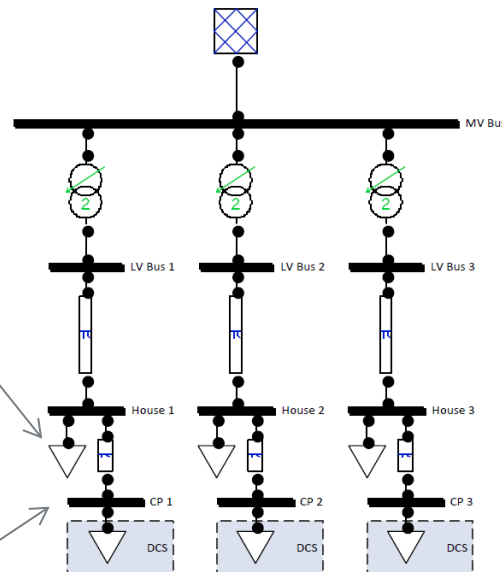 MV Bus
2 2 2
LV Bus 1 LV Bus 2 LV Bus 3
House 1 House 2 House 3
CP 1 CP 2 CP 3
DCS DCS DCS